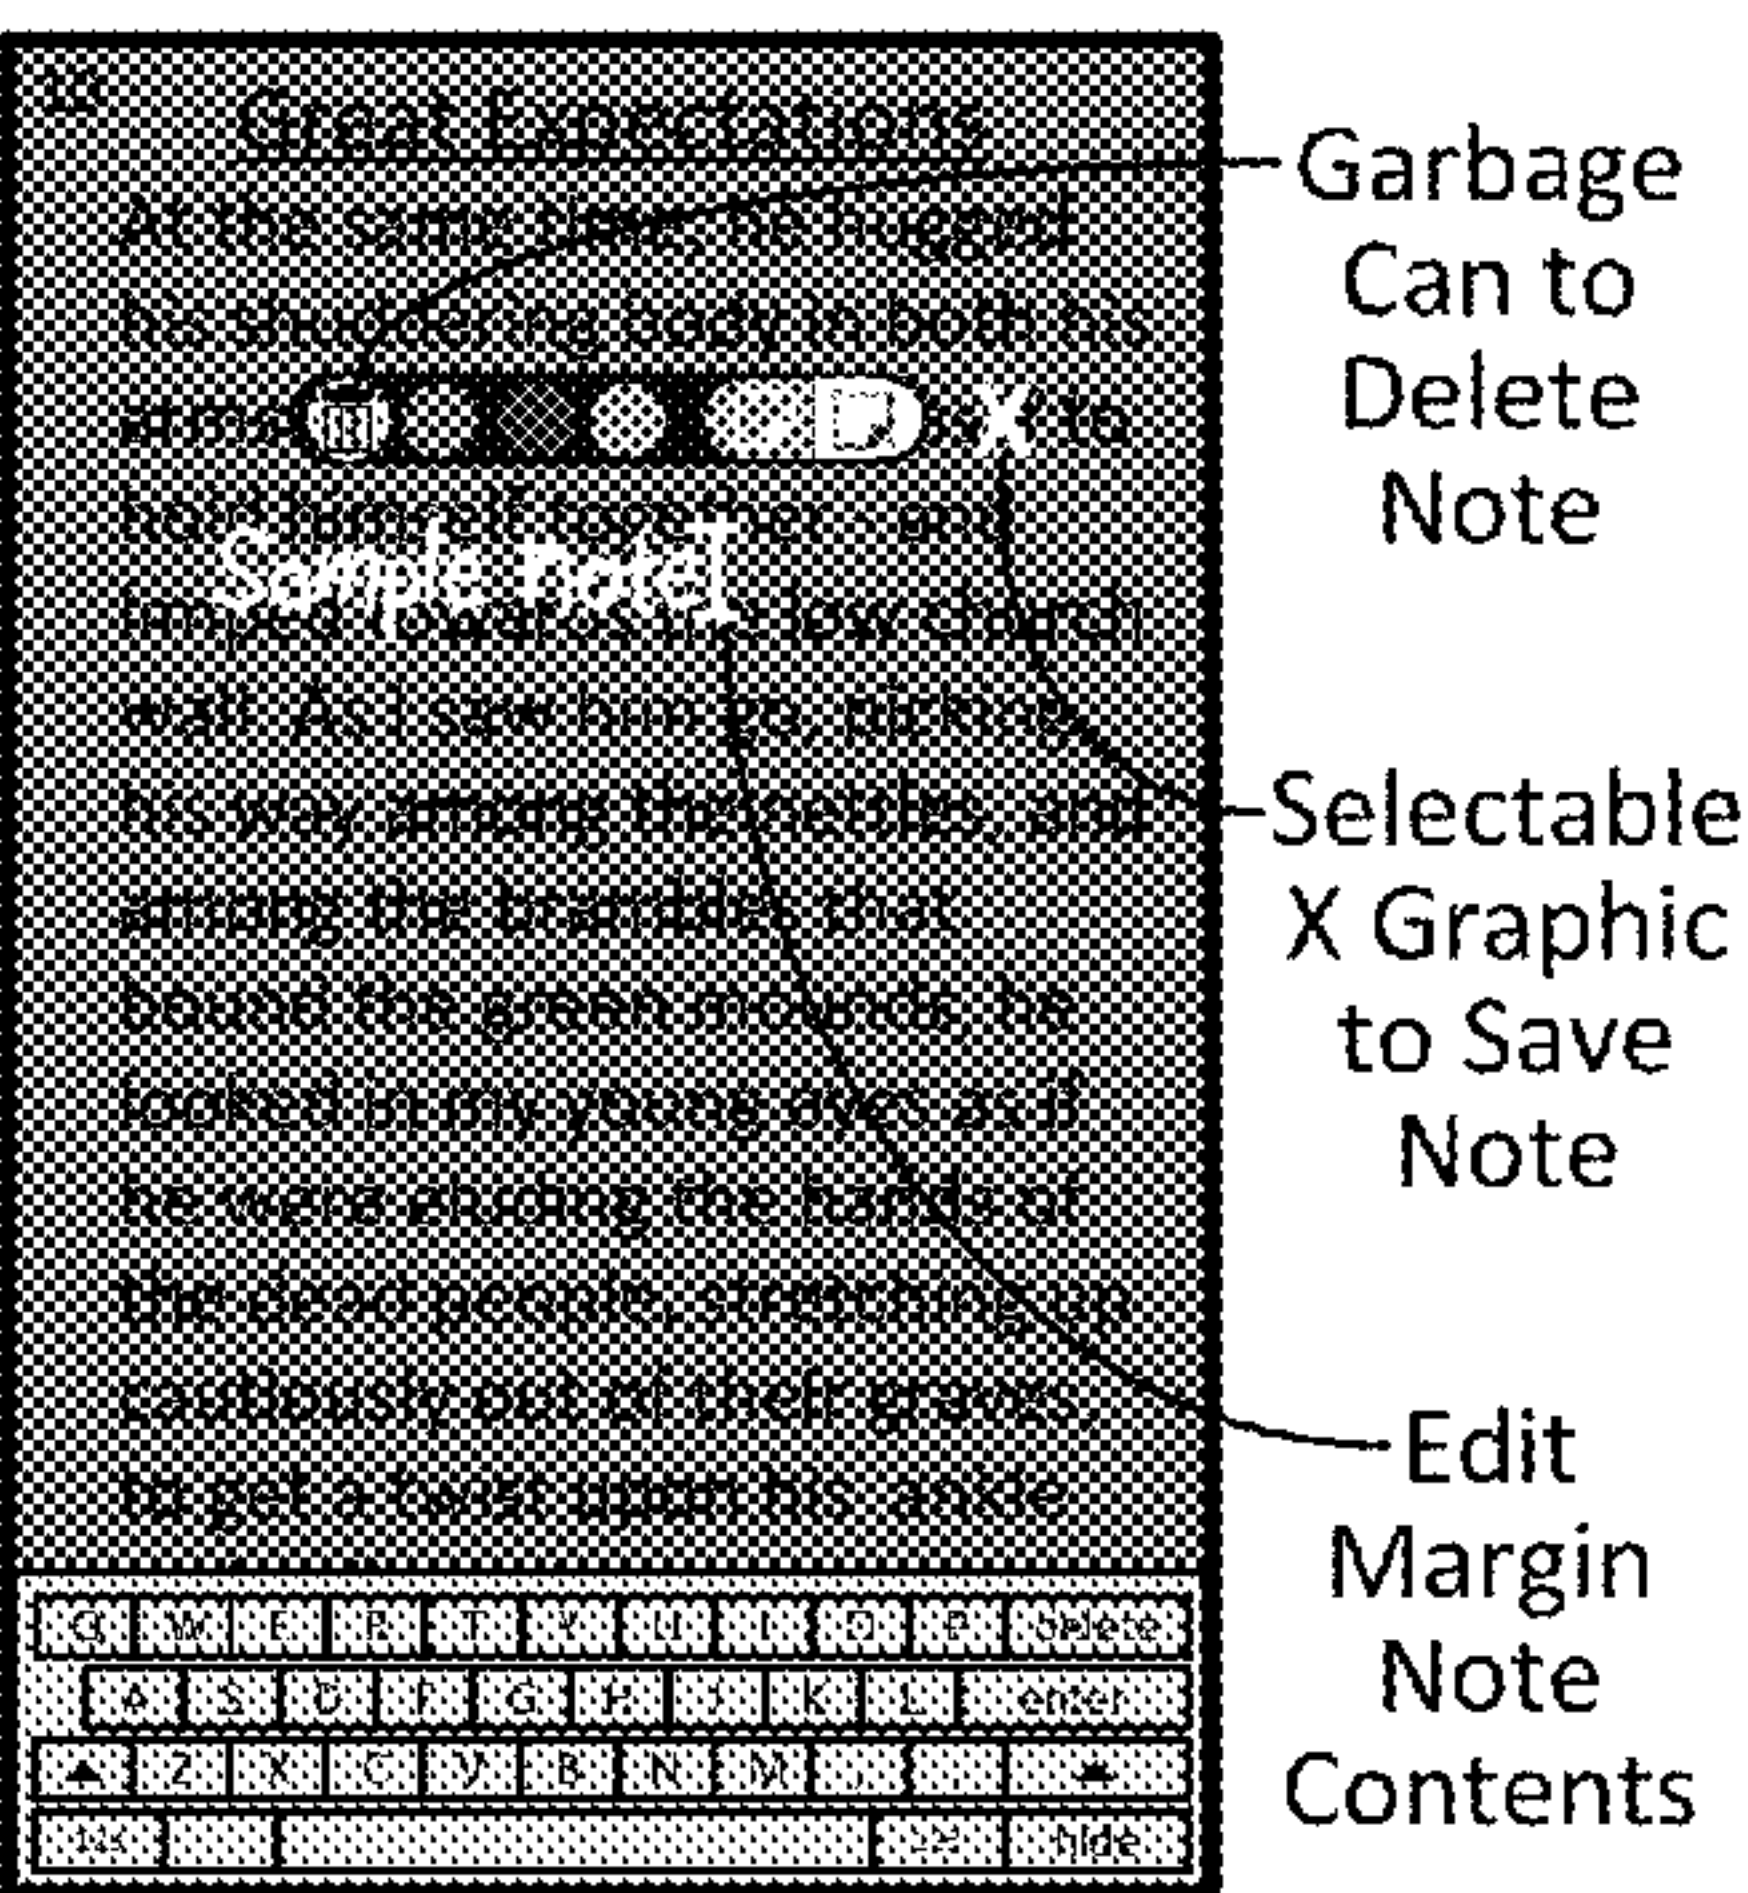 Great Expectations
At the same time, he hugged
his shuddering body in both his
arms
to
X
hold himself together and
Sample note
limped towards the low church
wall. As I saw him go, picking
his way among the nettles, and
among the brambles that
bound the green mounds, he
looked in my young eyes as if
he were eluding the hands of
the dead people, stretching up
cautiously out of their graves,
to get a twist upon his ankle
Q W E R T Y U I O P delete
A S D F G H J K L enter
Z X C V B N M ,
hide
Garbage
Can to
Delete
Note
Selectable
X Graphic
to Save
Note
Edit
Margin
Note
Contents